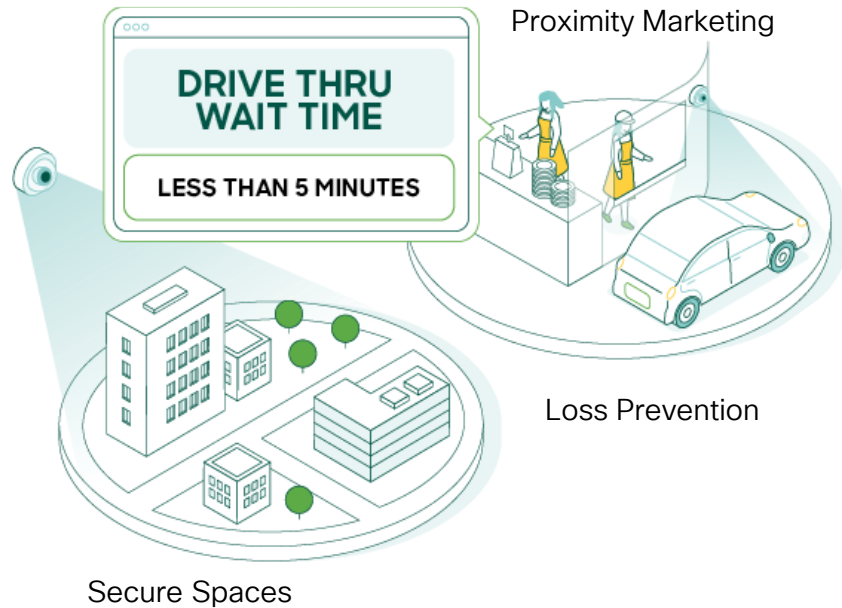 Proximity Marketing
DRIVE THRU
WAIT TIME
LESS THAN 5 MINUTES
Loss Prevention
Secure Spaces